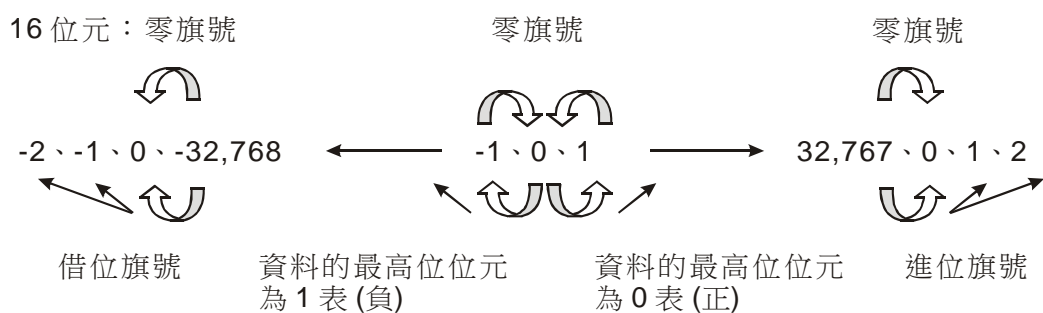 16 位元：零旗號
零旗號
零旗號
-2、-1、0、-32,768
-1、0、1
32,767、0、1、2
借位旗號
資料的最高位位元
為 1 表 (負)
資料的最高位位元
為 0 表 (正)
進位旗號